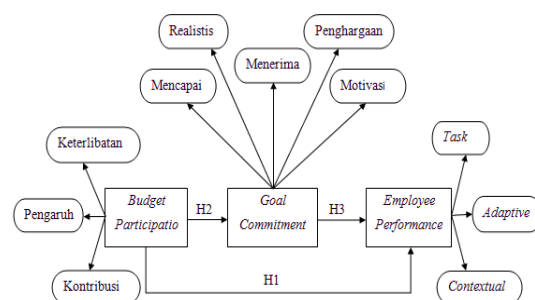 Realistis
Penghargaan
Menerima
Mencapai
Motivasi
Keterlibatan
Task
Pengaruh
Budget
Participatio
H2
Goal
Commitment
H3
Employee
Performance
Adaptive
Kontribusi
H1
Contextual